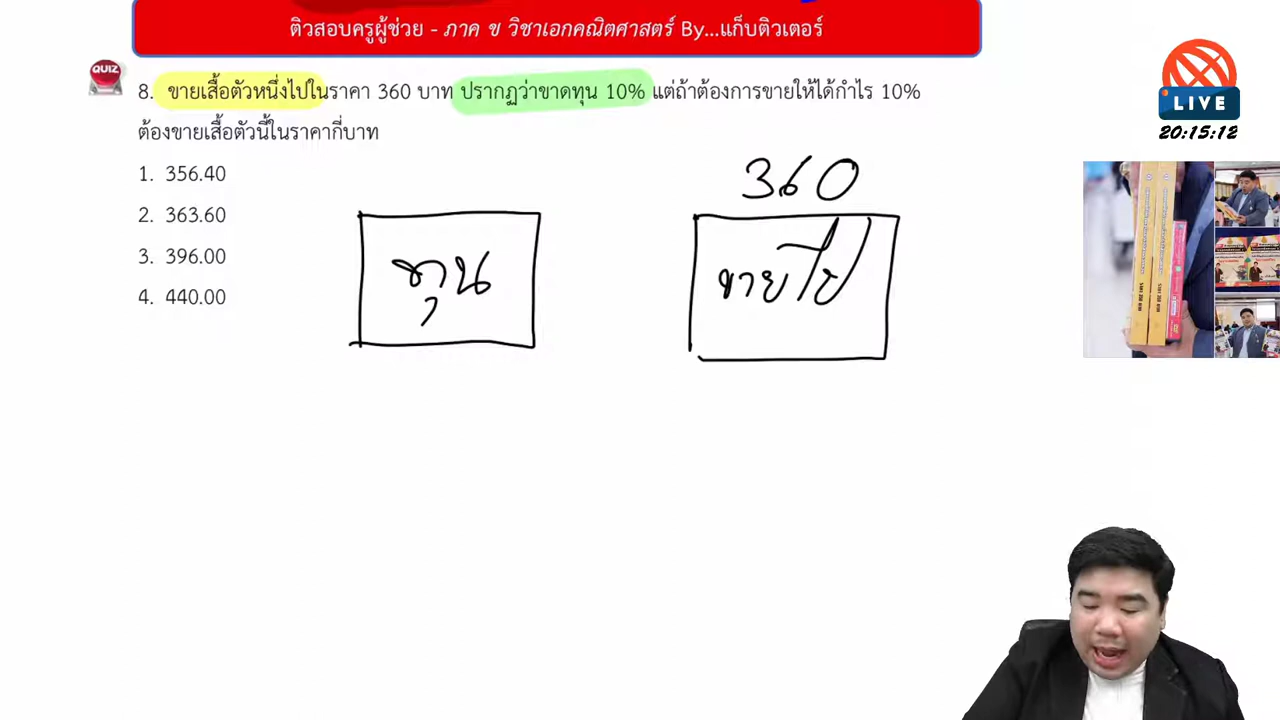 ติวสอบครูผู้ช่วย - ภาค ข วิชาเอกคณิตศาสตร์ By...แก็บติวเตอร์
QUIZ
8. ขายเสื้อตัวหนึ่งไปในราคา 360 บาท ปรากฏว่าขาดทุน 10% แต่ถ้าต้องการขายให้ได้กำไร 10%
ต้องขายเสื้อตัวนี้ในราคากี่บาท
1. 356.40
2. 363.60
3. 396.00
4. 440.00
360
ทุน
ขายไป
LIVE
20:15:12